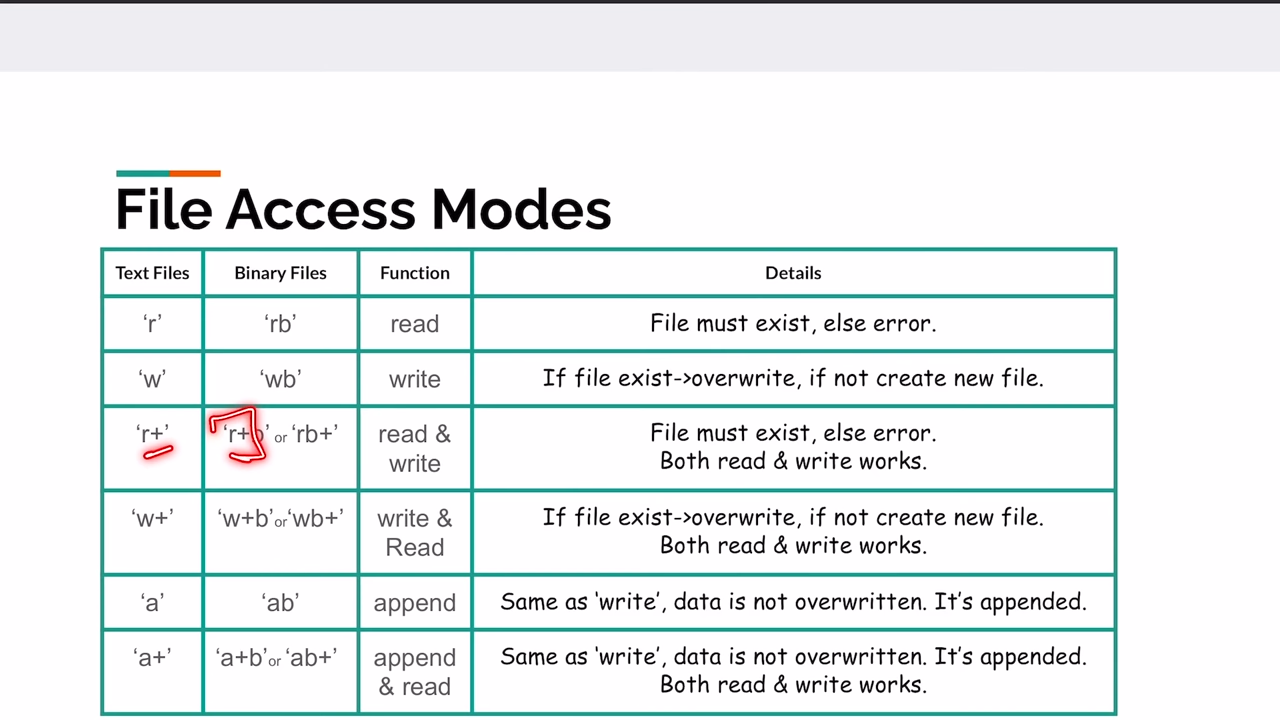 File Access Modes
Text Files Binary Files Function Details
‘r’ ‘rb’ read File must exist, else error.
‘w’ ‘wb’ write If file exist->overwrite, if not create new file.
‘r+’ ‘r+b’ or ‘rb+’ read & write File must exist, else error.
Both read & write works.
‘w+’ ‘w+b’or‘wb+’ write & Read If file exist->overwrite, if not create new file.
Both read & write works.
‘a’ ‘ab’ append Same as ‘write’, data is not overwritten. It’s appended.
‘a+’ ‘a+b’or ‘ab+’ append & read Same as ‘write’, data is not overwritten. It’s appended.
Both read & write works.